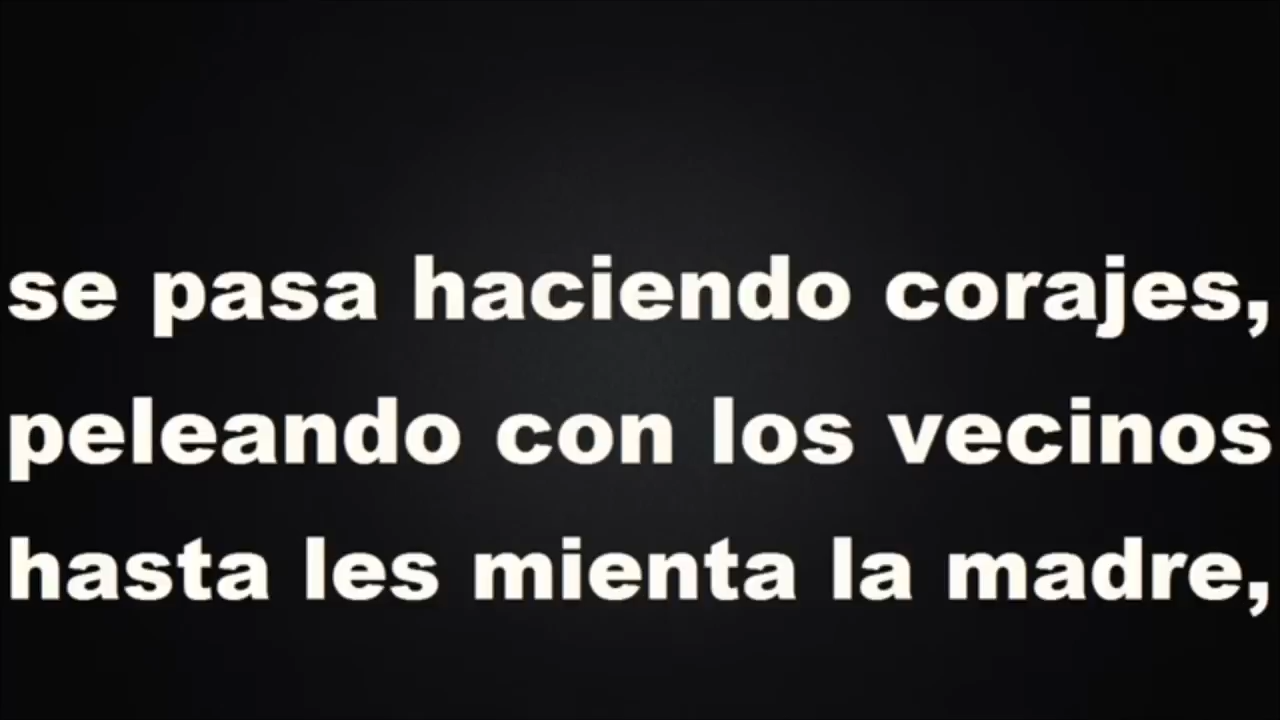 se pasa haciendo corajes,
peleando con los vecinos
hasta les mienta la madre,